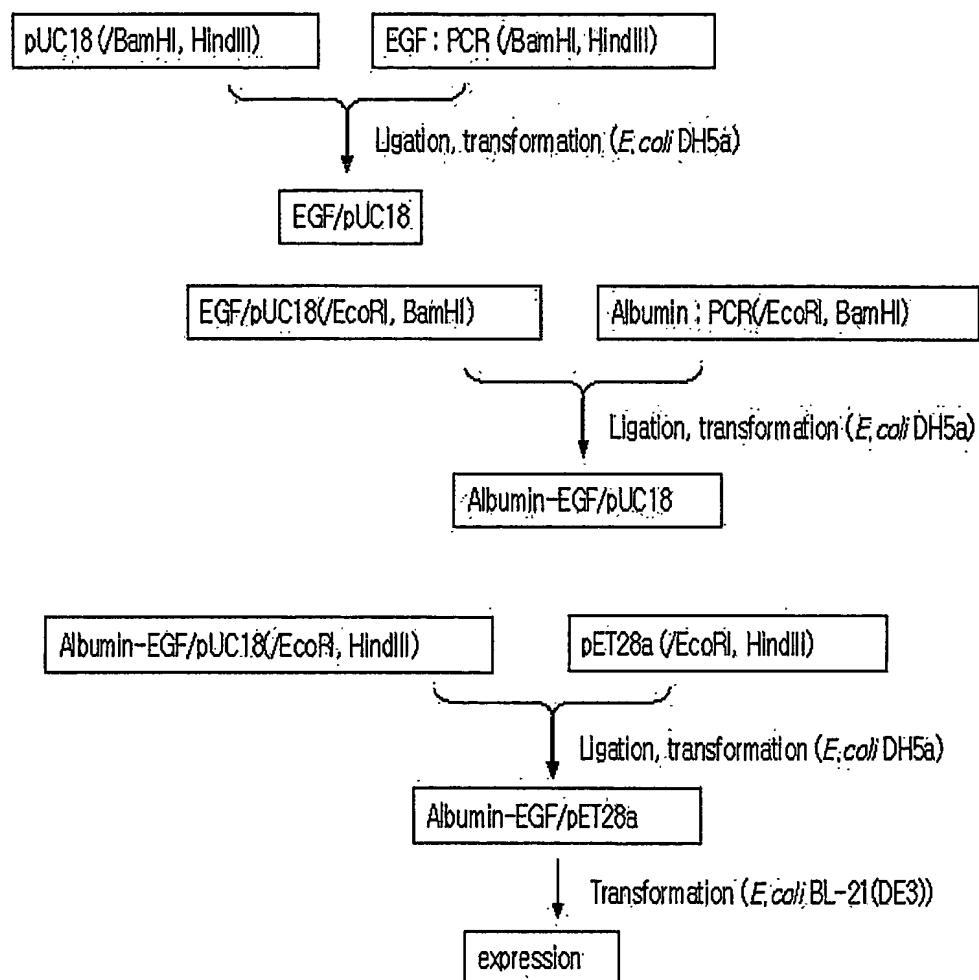 pUC18 (/BamHI, HindIII)
EGF : PCR (/BamHI, HindIII)
Ligation, transformation (E.coli DH5a)
EGF/pUC18
EGF/pUC18(/EcoRI, BamHI)
Albumin : PCR(/EcoRI, BamHI)
Ligation, transformation (E.coli DH5a)
Albumin-EGF/pUC18
Albumin-EGF/pUC18(/EcoRI, HindIII)
pET28a (/EcoRI, HindIII)
Ligation, transformation (E.coli DH5a)
Albumin-EGF/pET28a
Transformation (E.coli BL-21(DE3))
expression